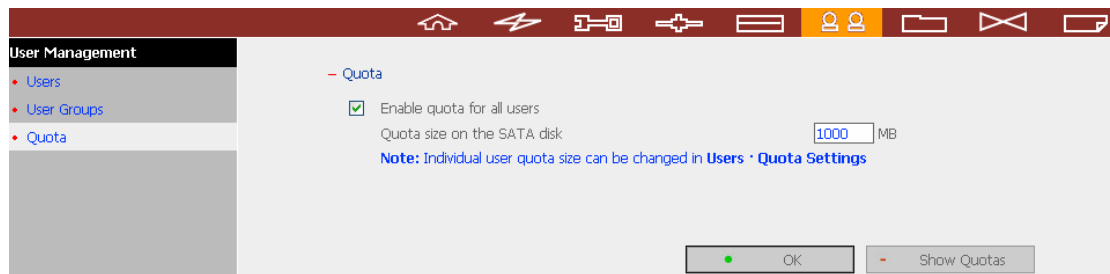 User Management
Users
User Groups
Quota
– Quota
Enable quota for all users
Quota size on the SATA disk 1000 MB
Note: Individual user quota size can be changed in Users · Quota Settings
OK
Show Quotas